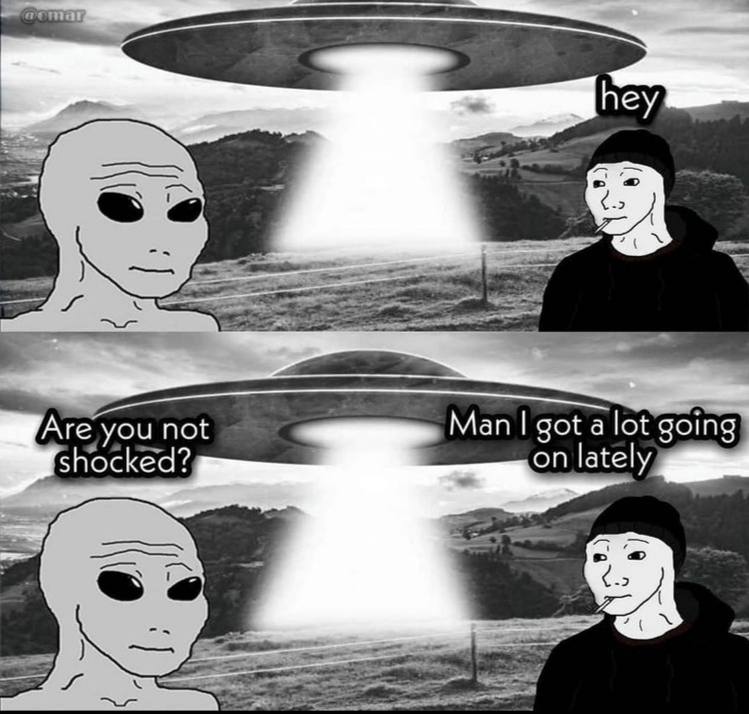 @omar
hey
Are you not
shocked?
Man I got a lot going
on lately